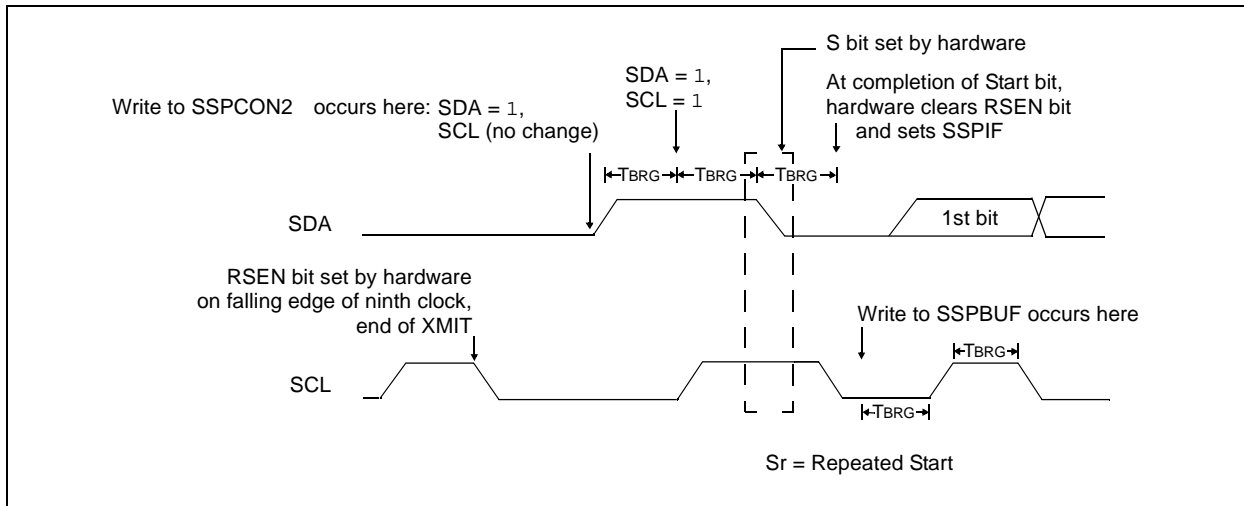 S bit set by hardware
SDA = 1,
SCL = 1
At completion of Start bit,
hardware clears RSEN bit
and sets SSPIF
Write to SSPCON2 occurs here: SDA = 1,
SCL (no change)
TBRG TBRG TBRG
SDA
1st bit
RSEN bit set by hardware
on falling edge of ninth clock,
end of XMIT
Write to SSPBUF occurs here
TBRG
SCL
TBRG
Sr = Repeated Start